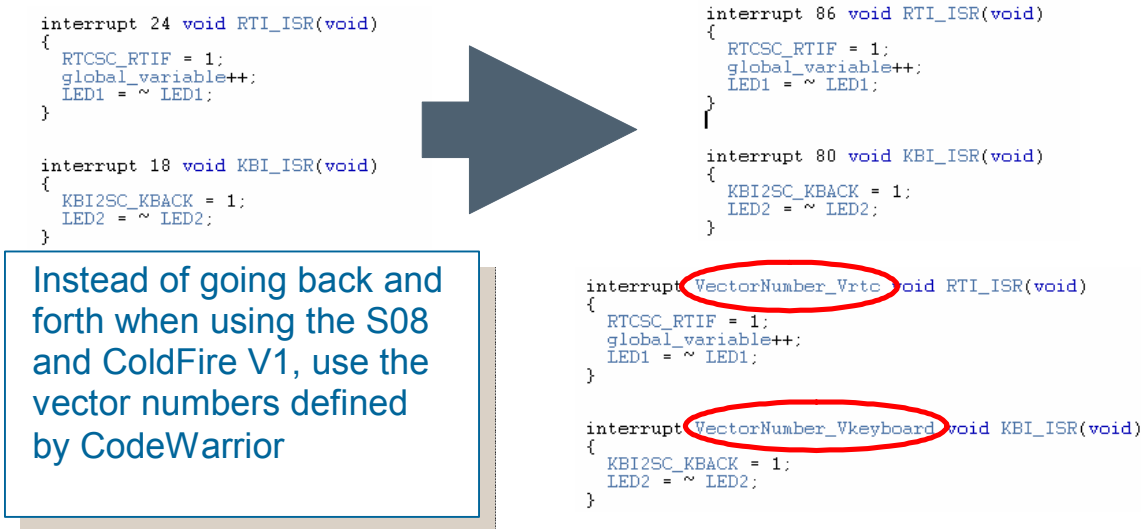 interrupt 24 void RTI_ISR(void)
{
RTCSC_RTIF = 1;
global_variable++;
LED1 = ~ LED1;
}
interrupt 18 void KBI_ISR(void)
{
KBI2SC_KBACK = 1;
LED2 = ~ LED2;
}
interrupt 86 void RTI_ISR(void)
{
RTCSC_RTIF = 1;
global_variable++;
LED1 = ~ LED1;
}
interrupt 80 void KBI_ISR(void)
{
KBI2SC_KBACK = 1;
LED2 = ~ LED2;
}
Instead of going back and
forth when using the S08
and ColdFire V1, use the
vector numbers defined
by CodeWarrior
interrupt VectorNumber_Vrtc void RTI_ISR(void)
{
RTCSC_RTIF = 1;
global_variable++;
LED1 = ~ LED1;
}
interrupt VectorNumber_Vkeyboard void KBI_ISR(void)
{
KBI2SC_KBACK = 1;
LED2 = ~ LED2;
}